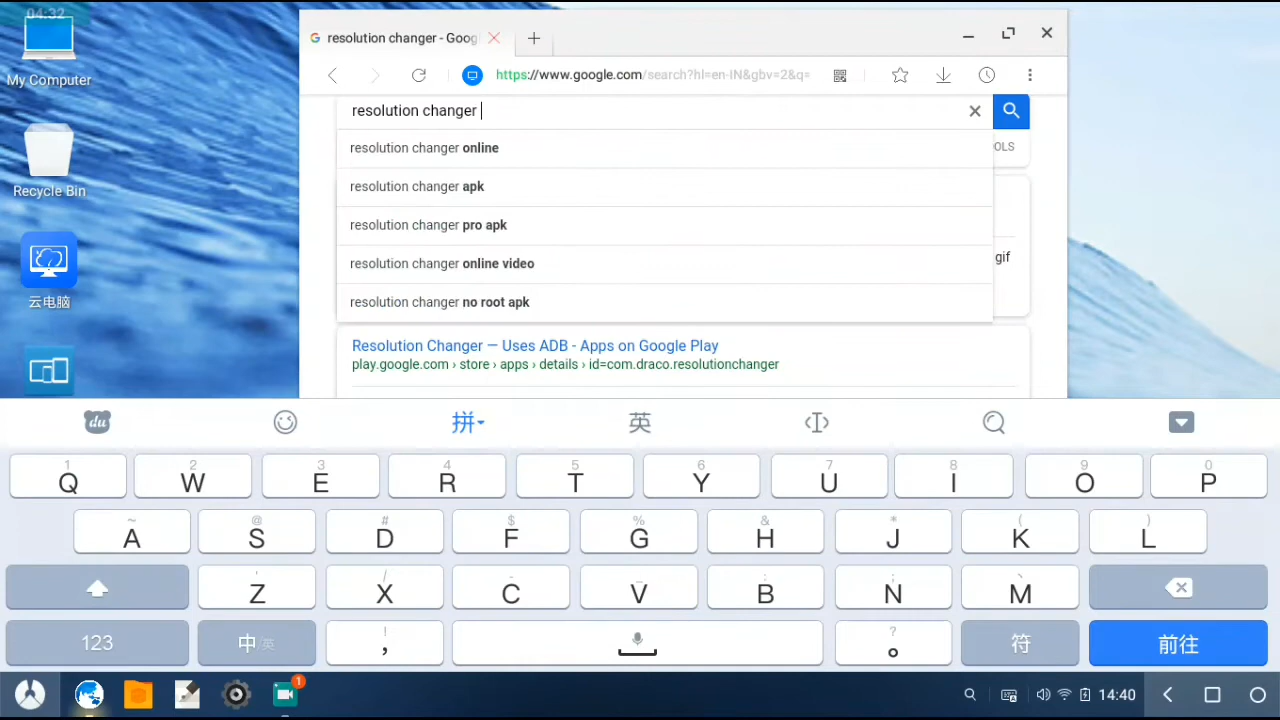 04:32
My Computer
Recycle Bin
云电脑
resolution changer - Goog
https://www.google.com/search?hl=en-IN&gbv=2&q=
resolution changer
OLS
resolution changer online
resolution changer apk
resolution changer pro apk
resolution changer online video
gif
resolution changer no root apk
Resolution Changer — Uses ADB - Apps on Google Play
play.google.com › store › apps › details › id=com.draco.resolutionchanger
du 拼 英
1 2 3 4 5 6 7 8 9 0
Q W E R T Y U I O P
~ @ # $ % & * ( )
A S D F G H J K L
' / - _ : ; 、
Z X C V B N M
! ?
123 中/英 , 。 符 前往
1
14:40